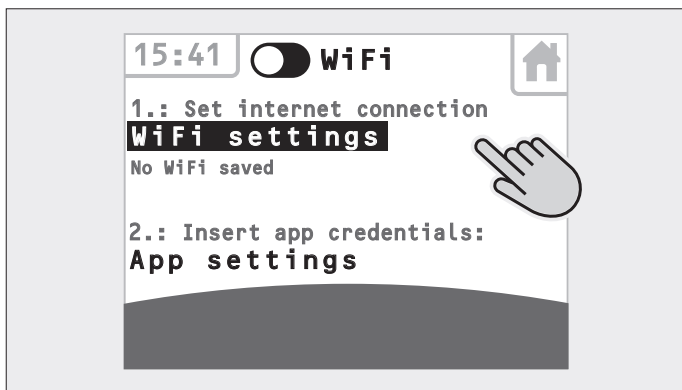 15:41 WiFi
1.: Set internet connection
WiFi settings
No WiFi saved
2.: Insert app credentials:
App settings